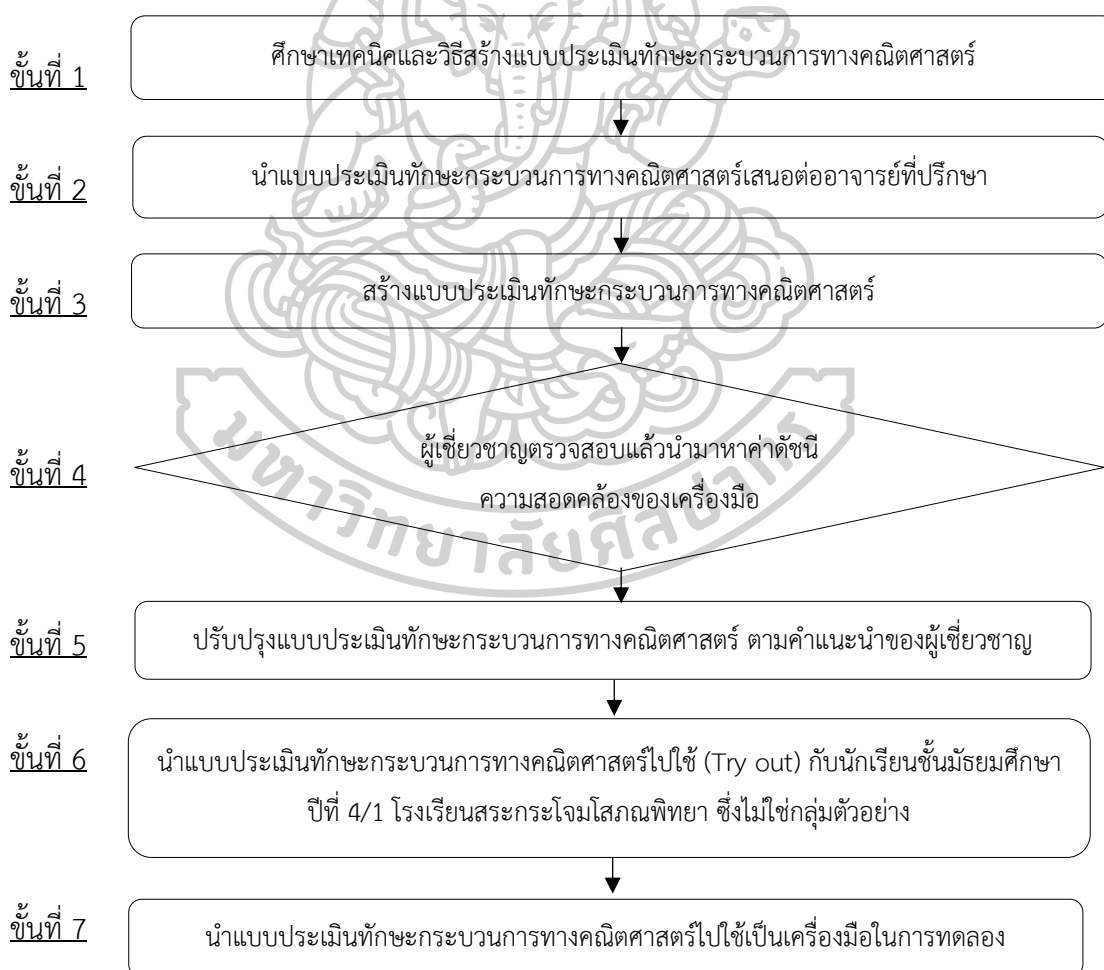 ขั้นที่ 1
ศึกษาเทคนิคและวิธีสร้างแบบประเมินทักษะกระบวนการทางคณิตศาสตร์
ขั้นที่ 2
นำแบบประเมินทักษะกระบวนการทางคณิตศาสตร์เสนอต่ออาจารย์ที่ปรึกษา
ขั้นที่ 3
สร้างแบบประเมินทักษะกระบวนการทางคณิตศาสตร์
ขั้นที่ 4
ผู้เชี่ยวชาญตรวจสอบแล้วนำมาหาค่าดัชนี
ความสอดคล้องของเครื่องมือ
มหาวิทยาลัยศิลปากร
ขั้นที่ 5
ปรับปรุงแบบประเมินทักษะกระบวนการทางคณิตศาสตร์ ตามคำแนะนำของผู้เชี่ยวชาญ
ขั้นที่ 6
นำแบบประเมินทักษะกระบวนการทางคณิตศาสตร์ไปใช้ (Try out) กับนักเรียนชั้นมัธยมศึกษา
ปีที่ 4/1 โรงเรียนสระกระโจมโสภณพิทยา ซึ่งไม่ใช่กลุ่มตัวอย่าง
ขั้นที่ 7
นำแบบประเมินทักษะกระบวนการทางคณิตศาสตร์ไปใช้เป็นเครื่องมือในการทดลอง